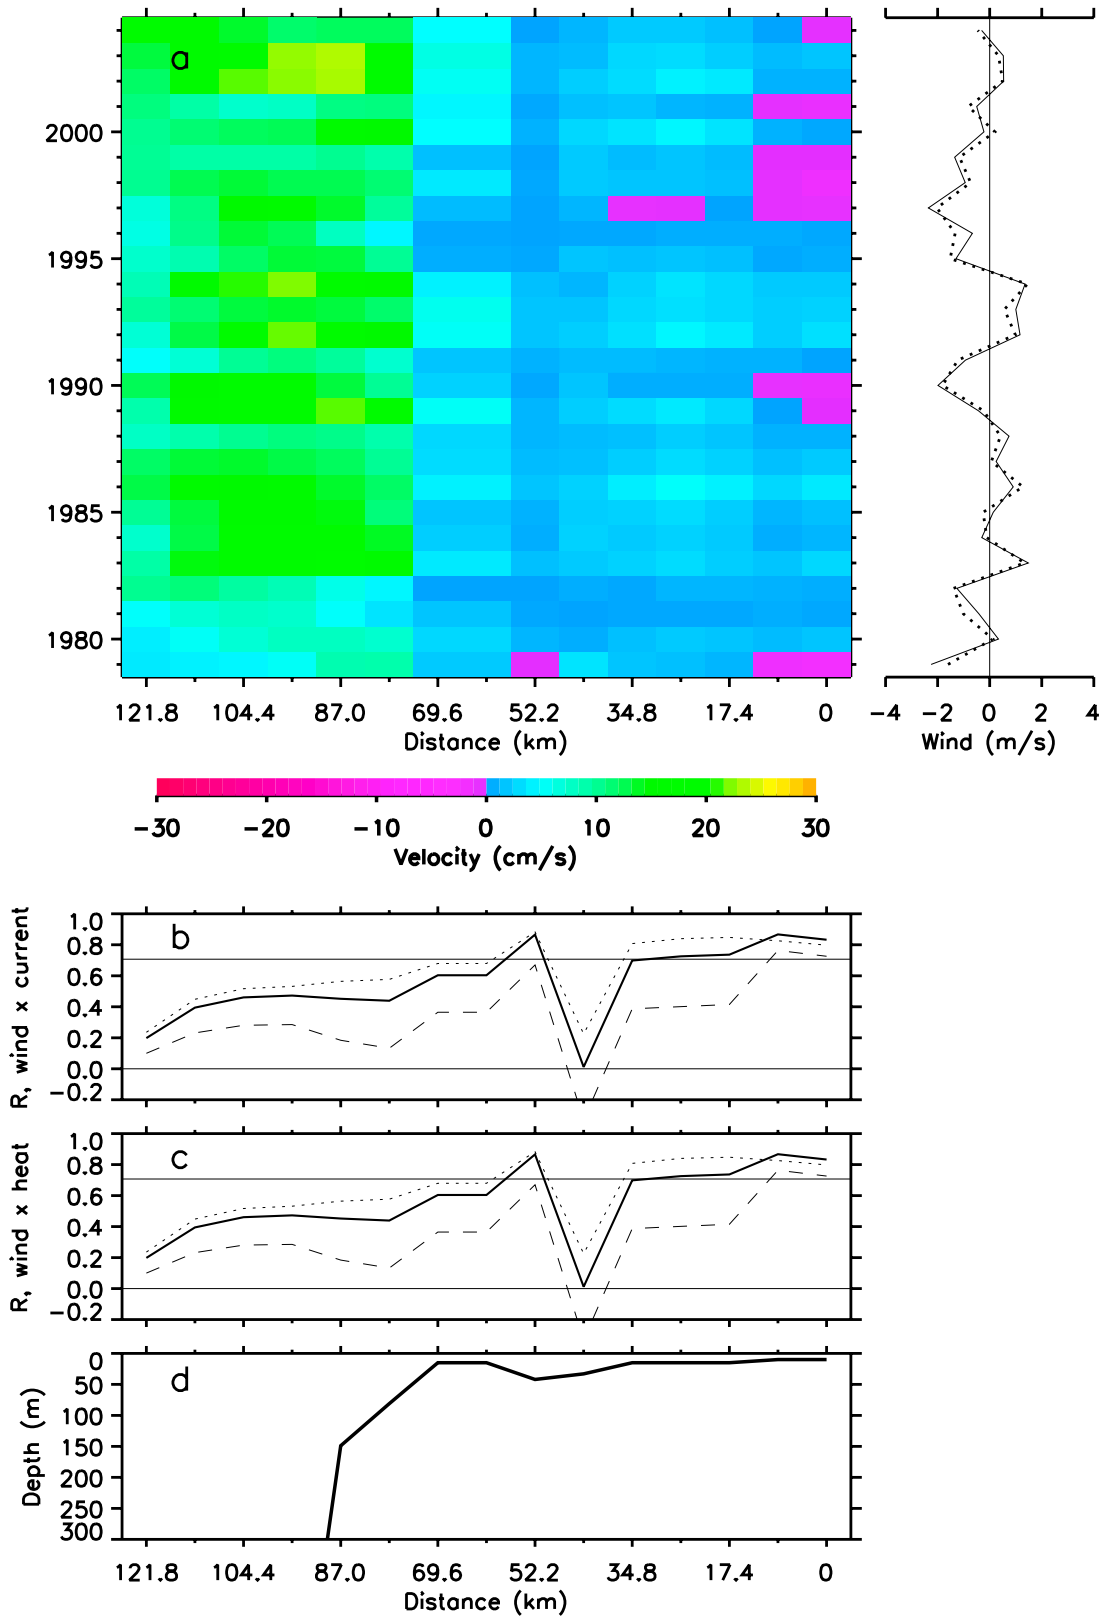 a
2000
1995
1990
1985
1980
121.8 104.4 87.0 69.6 52.2 34.8 17.4 0
Distance (km)
−4 −2 0 2 4
Wind (m/s)
−30 −20 −10 0 10 20 30
Velocity (cm/s)
b
R, wind x current
1.0
0.8
0.6
0.4
0.2
0.0
−0.2
c
R, wind x heat
1.0
0.8
0.6
0.4
0.2
0.0
−0.2
d
Depth (m)
0
50
100
150
200
250
300
121.8 104.4 87.0 69.6 52.2 34.8 17.4 0
Distance (km)